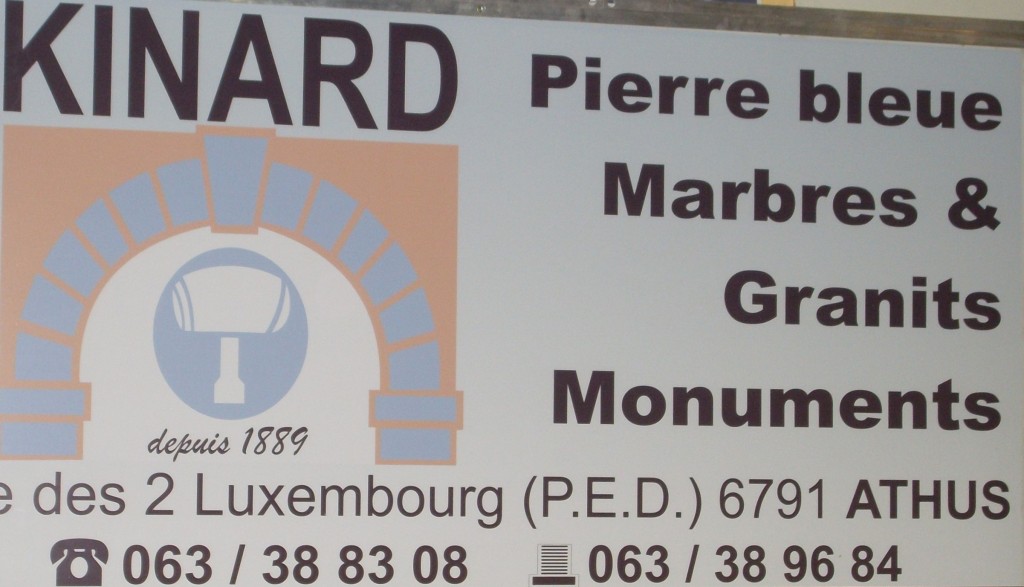 KINARD
Pierre bleue
Marbres &
Granits
Monuments
depuis 1889
des 2 Luxembourg (P.E.D.) 6791 ATHUS
063 / 38 83 08
063 / 38 96 84